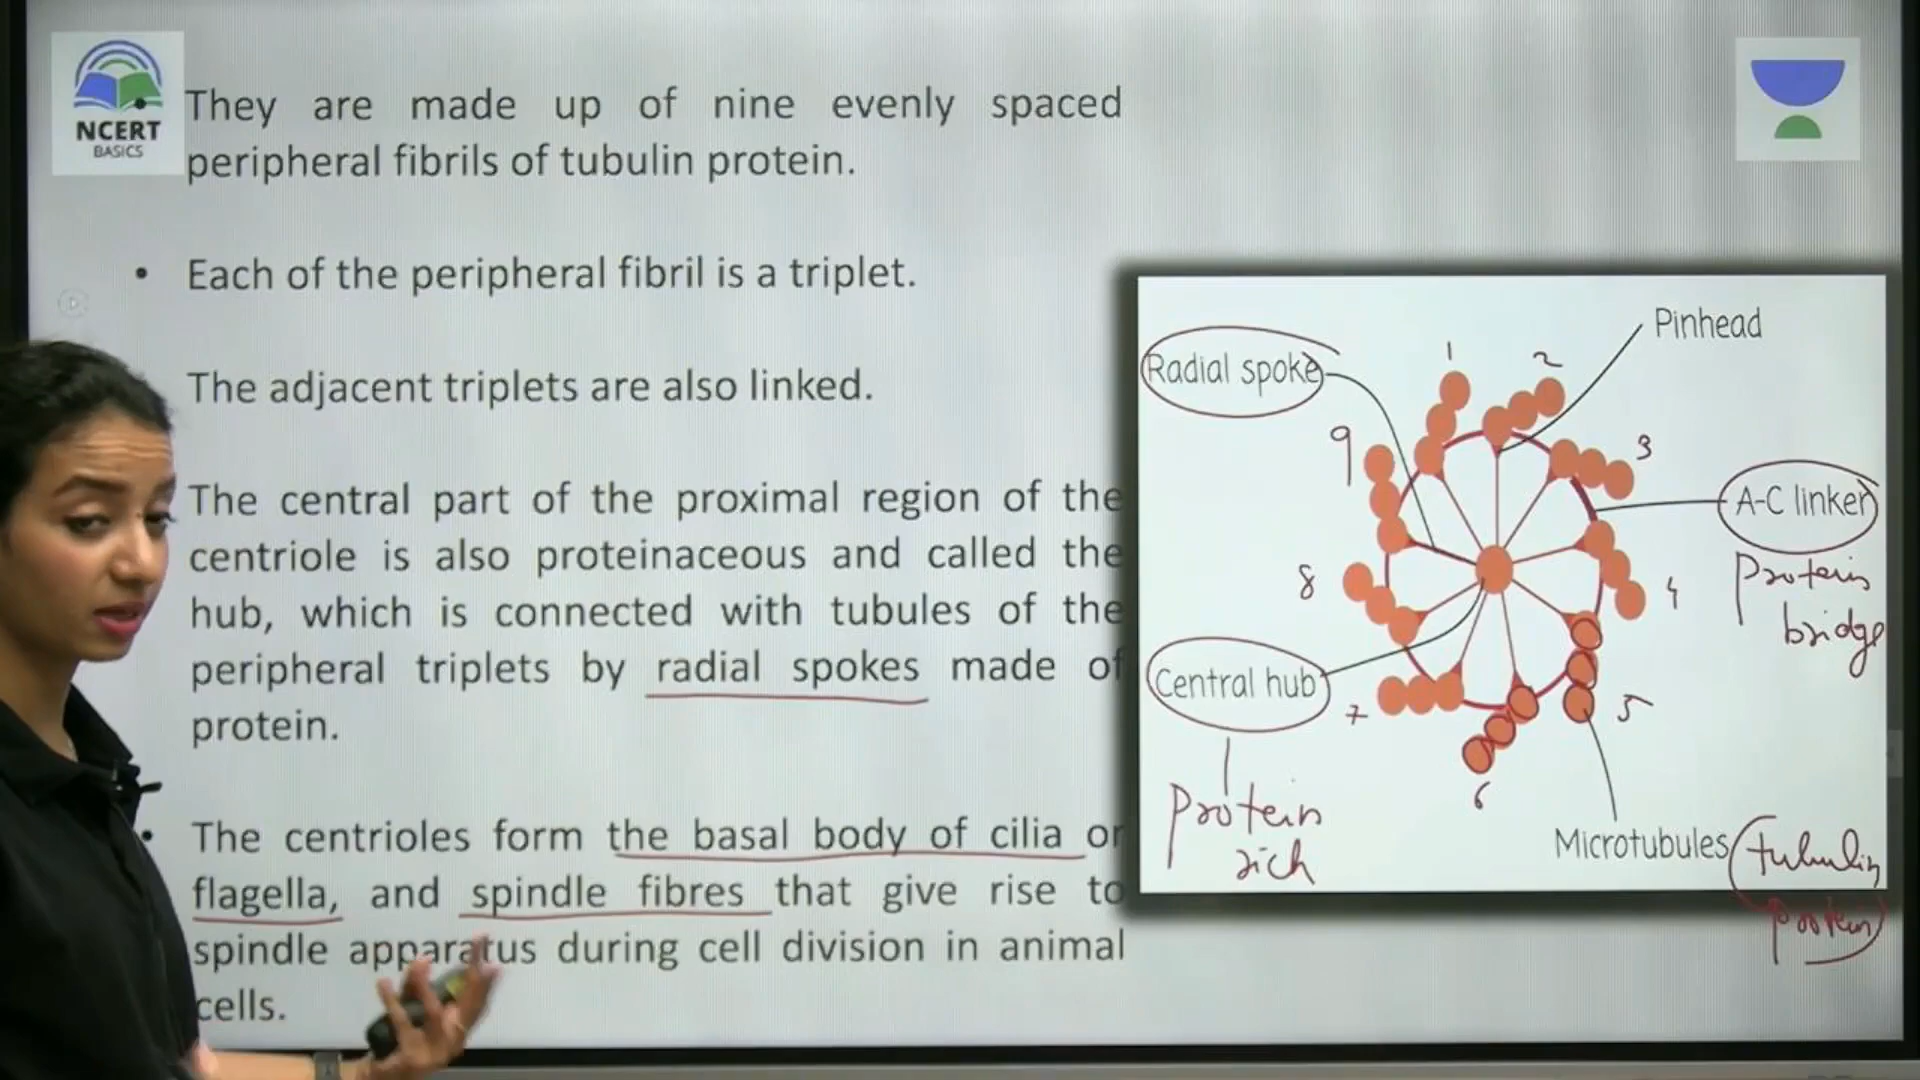 NCERT
BASICS
• They are made up of nine evenly spaced
peripheral fibrils of tubulin protein.
• Each of the peripheral fibril is a triplet.
The adjacent triplets are also linked.
The central part of the proximal region of the
centriole is also proteinaceous and called the
hub, which is connected with tubules of the
peripheral triplets by radial spokes made of
protein.
• The centrioles form the basal body of cilia or
flagella, and spindle fibres that give rise to
spindle apparatus during cell division in animal
cells.
Pinhead
Radial spoke
1
2
9
3
A-C linker
Protein
bridge
8
4
Central hub
7
5
6
Protein
rich
Microtubules (tubulin
protein)